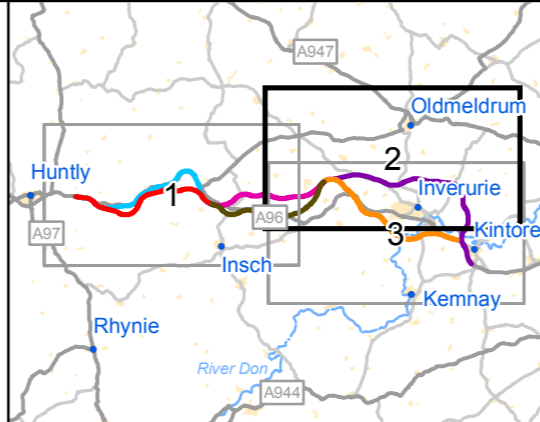 A947
Oldmeldrum
2
Huntly
1
Inverurie
A96
3
Kintore
A97
Insch
Kemnay
Rhynie
River Don
A944